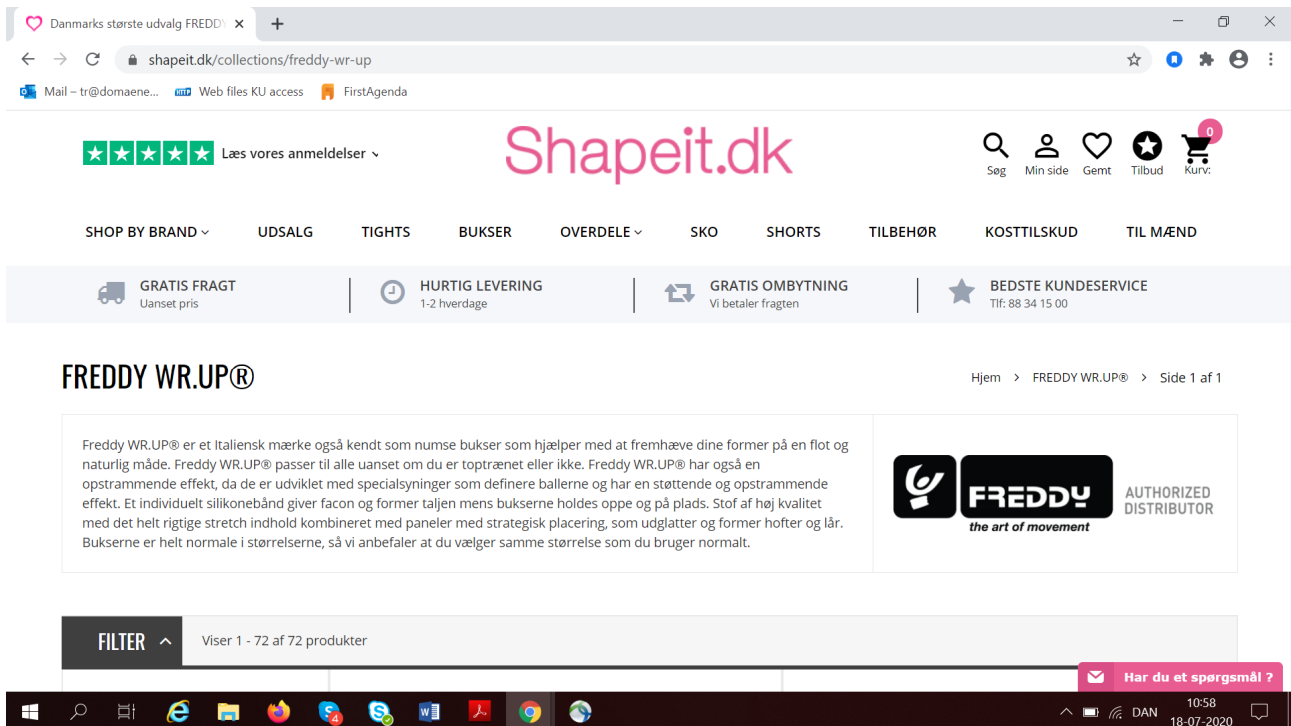 Danmarks største udvalg FREDDY
shapeit.dk/collections/freddy-wr-up
Mail – tr@domaene...
Web files KU access
FirstAgenda
Læs vores anmeldelser
Shapeit.dk
0
Søg
Min side
Gemt
Tilbud
Kurv:
SHOP BY BRAND
UDSALG
TIGHTS
BUKSER
OVERDELE
SKO
SHORTS
TILBEHØR
KOSTTILSKUD
TIL MÆND
GRATIS FRAGT
Uanset pris
HURTIG LEVERING
1-2 hverdage
GRATIS OMBYTNING
Vi betaler fragten
BEDSTE KUNDESERVICE
Tlf: 88 34 15 00
FREDDY WR.UP®
Hjem > FREDDY WR.UP® > Side 1 af 1
Freddy WR.UP® er et Italiensk mærke også kendt som numse bukser som hjælper med at fremhæve dine former på en flot og
naturlig måde. Freddy WR.UP® passer til alle uanset om du er toptrænet eller ikke. Freddy WR.UP® har også en
opstrammende effekt, da de er udviklet med specialsyninger som definere ballerne og har en støttende og opstrammende
effekt. Et individuelt silikonebånd giver facon og former taljen mens bukserne holdes oppe og på plads. Stof af høj kvalitet
med det helt rigtige stretch indhold kombineret med paneler med strategisk placering, som udglatter og former hofter og lår.
Bukserne er helt normale i størrelserne, så vi anbefaler at du vælger samme størrelse som du bruger normalt.
FREDDY
the art of movement
AUTHORIZED
DISTRIBUTOR
FILTER
Viser 1 - 72 af 72 produkter
Har du et spørgsmål ?
4
DAN
10:58
18-07-2020